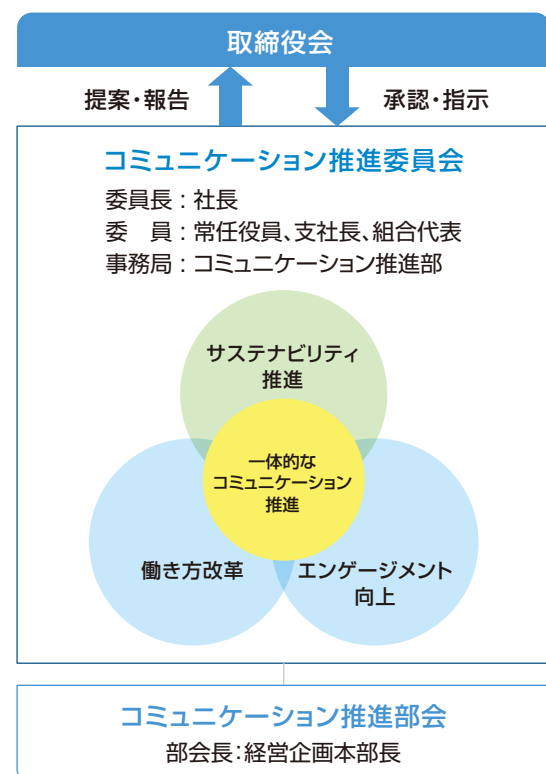 取締役会
提案・報告
承認・指示
コミュニケーション推進委員会
委員長：社長
委　員：常任役員、支社長、組合代表
事務局：コミュニケーション推進部
サステナビリティ
推進
一体的な
コミュニケーション
推進
働き方改革
エンゲージメント
向上
コミュニケーション推進部会
部会長：経営企画本部長